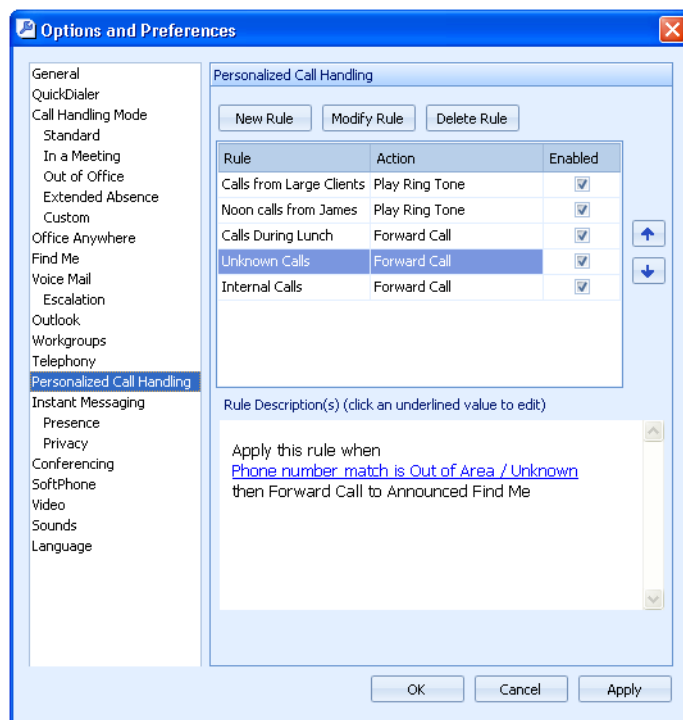 Options and Preferences
General
QuickDialer
Call Handling Mode
Standard
In a Meeting
Out of Office
Extended Absence
Custom
Office Anywhere
Find Me
Voice Mail
Escalation
Outlook
Workgroups
Telephony
Personalized Call Handling
Instant Messaging
Presence
Privacy
Conferencing
SoftPhone
Video
Sounds
Language
Personalized Call Handling
New Rule Modify Rule Delete Rule
Rule Action Enabled
Calls from Large Clients Play Ring Tone
Noon calls from James Play Ring Tone
Calls During Lunch Forward Call
Unknown Calls Forward Call
Internal Calls Forward Call
Rule Description(s) (click an underlined value to edit)
Apply this rule when
Phone number match is Out of Area / Unknown
then Forward Call to Announced Find Me
OK Cancel Apply